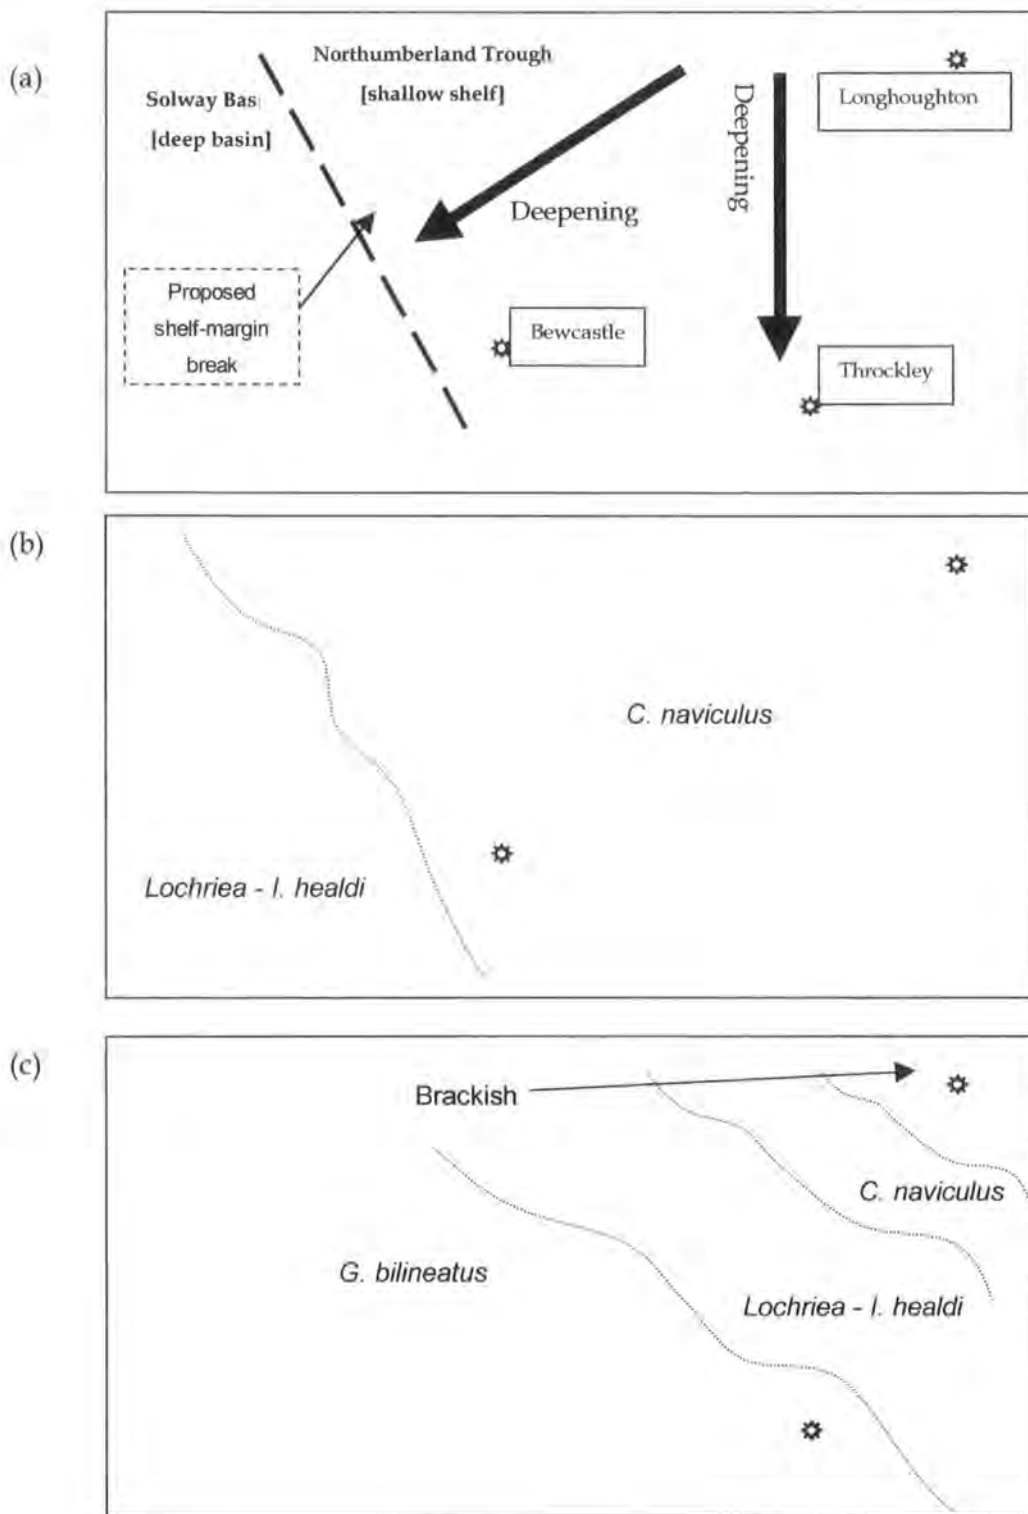 (a)
Northumberland Trough
[shallow shelf]
Solway Bas
[deep basin]
Longhoughton
Deepening
Deepening
Proposed
shelf-margin
break
Bewcastle
Throckley
(b)
C. naviculus
Lochriea - I. healdi
(c)
Brackish
C. naviculus
G. bilineatus
Lochriea - I. healdi